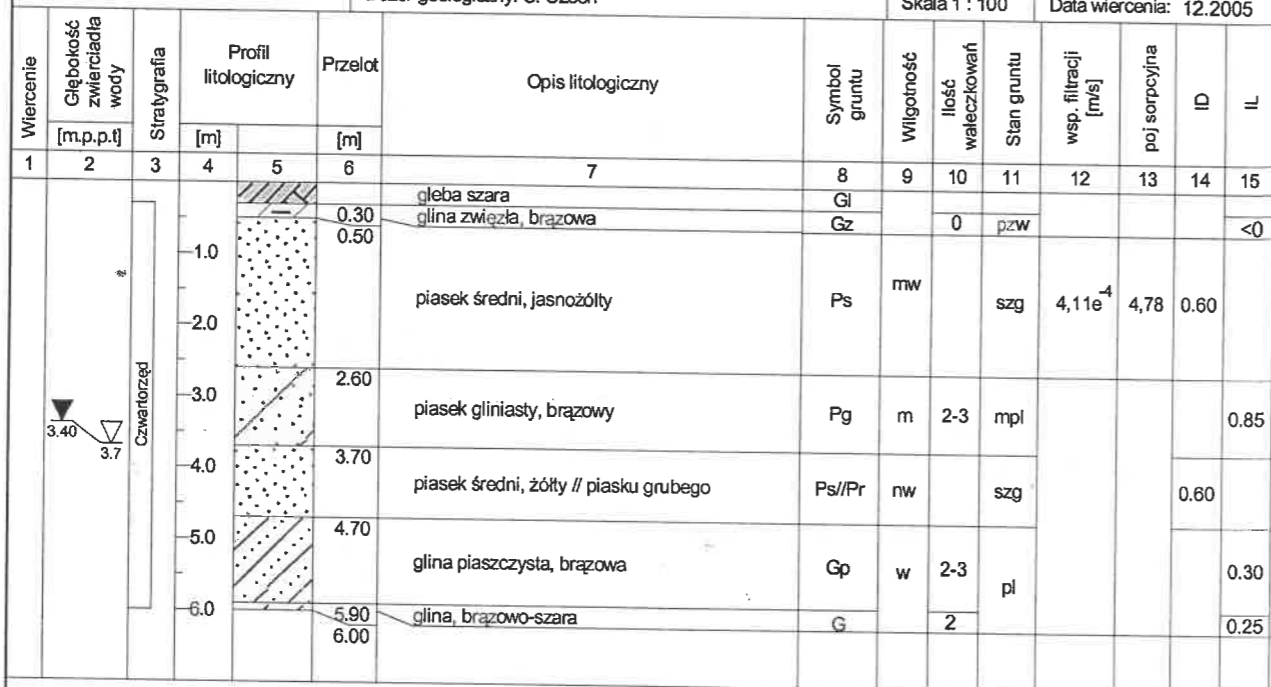 Skala 1 : 100 Data wiercenia: 12.2005
Wiercenie
Głębokość zwierciadła wody
[m.p.p.t]
Stratygrafia
Profil litologiczny
[m]
Przelot
[m]
Opis litologiczny
Symbol gruntu
Wilgotność
Ilość wałeczkowań
Stan gruntu
wsp. filtracji [m/s]
poj sorpcyjna
ID
IL
1 2 3 4 5 6 7 8 9 10 11 12 13 14 15
gleba szara Gl
0.30 glina zwięzła, brązowa Gz 0 pzw <0
0.50
1.0
piasek średni, jasnożółty Ps mw szg 4,11e-4 4,78 0.60
2.0
2.60
3.0
piasek gliniasty, brązowy Pg m 2-3 mpl 0.85
3.40
3.7
Czwartorzęd
3.70
4.0
piasek średni, żółty // piasku grubego Ps//Pr nw szg 0.60
4.70
5.0
glina piaszczysta, brązowa Gp w 2-3 pl 0.30
6.0
5.90 glina, brązowo-szara G 2 0.25
6.00